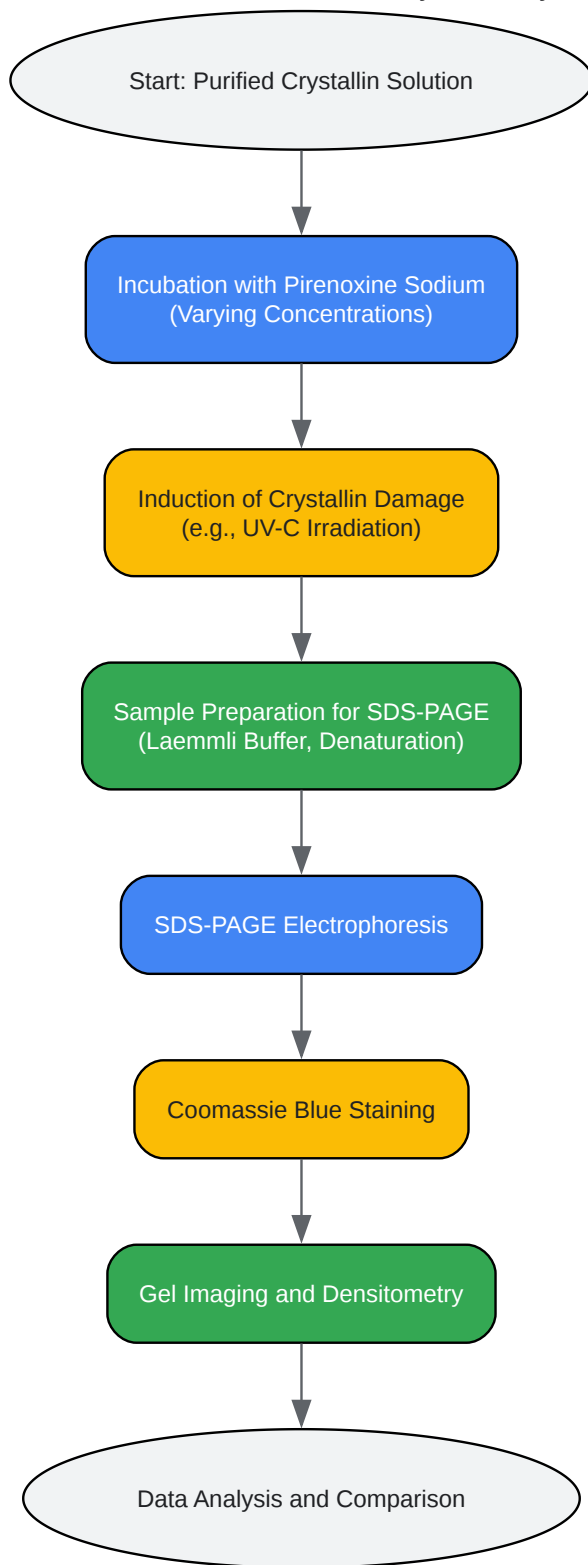 Start: Purified Crystallin Solution
Incubation with Pirenoxine Sodium
(Varying Concentrations)
Induction of Crystallin Damage
(e.g., UV-C Irradiation)
Sample Preparation for SDS-PAGE
(Laemmli Buffer, Denaturation)
SDS-PAGE Electrophoresis
Coomassie Blue Staining
Gel Imaging and Densitometry
Data Analysis and Comparison